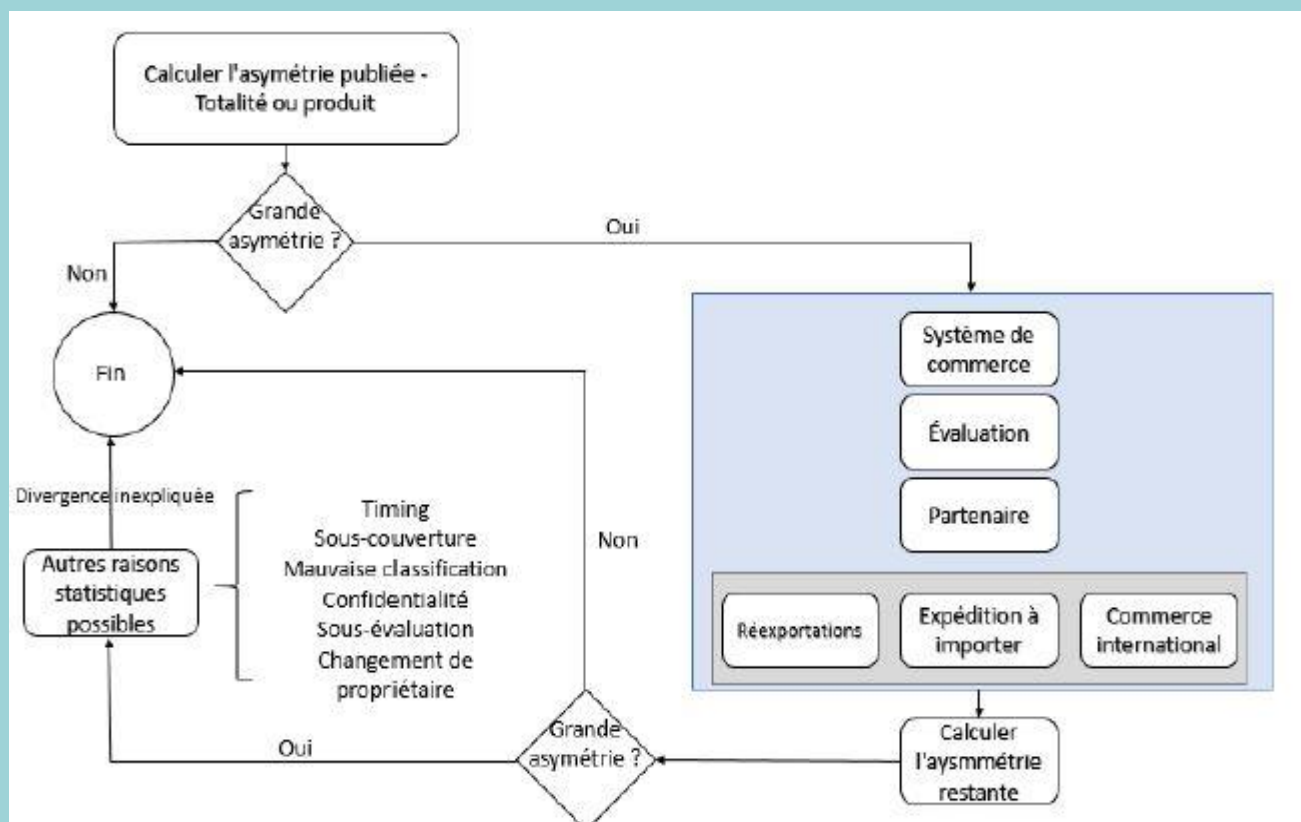 Calculer l'asymétrie publiée -
Totalité ou produit
Grande
asymétrie ?
Oui
Non
Fin
Système de
commerce
Évaluation
Partenaire
Réexportations
Expédition à
importer
Commerce
international
Calculer
l'aysmmétrie
restante
Grande
asymétrie ?
Non
Oui
Divergence inexpliquée
Autres raisons
statistiques
possibles
Timing
Sous-couverture
Mauvaise classification
Confidentialité
Sous-évaluation
Changement de
propriétaire